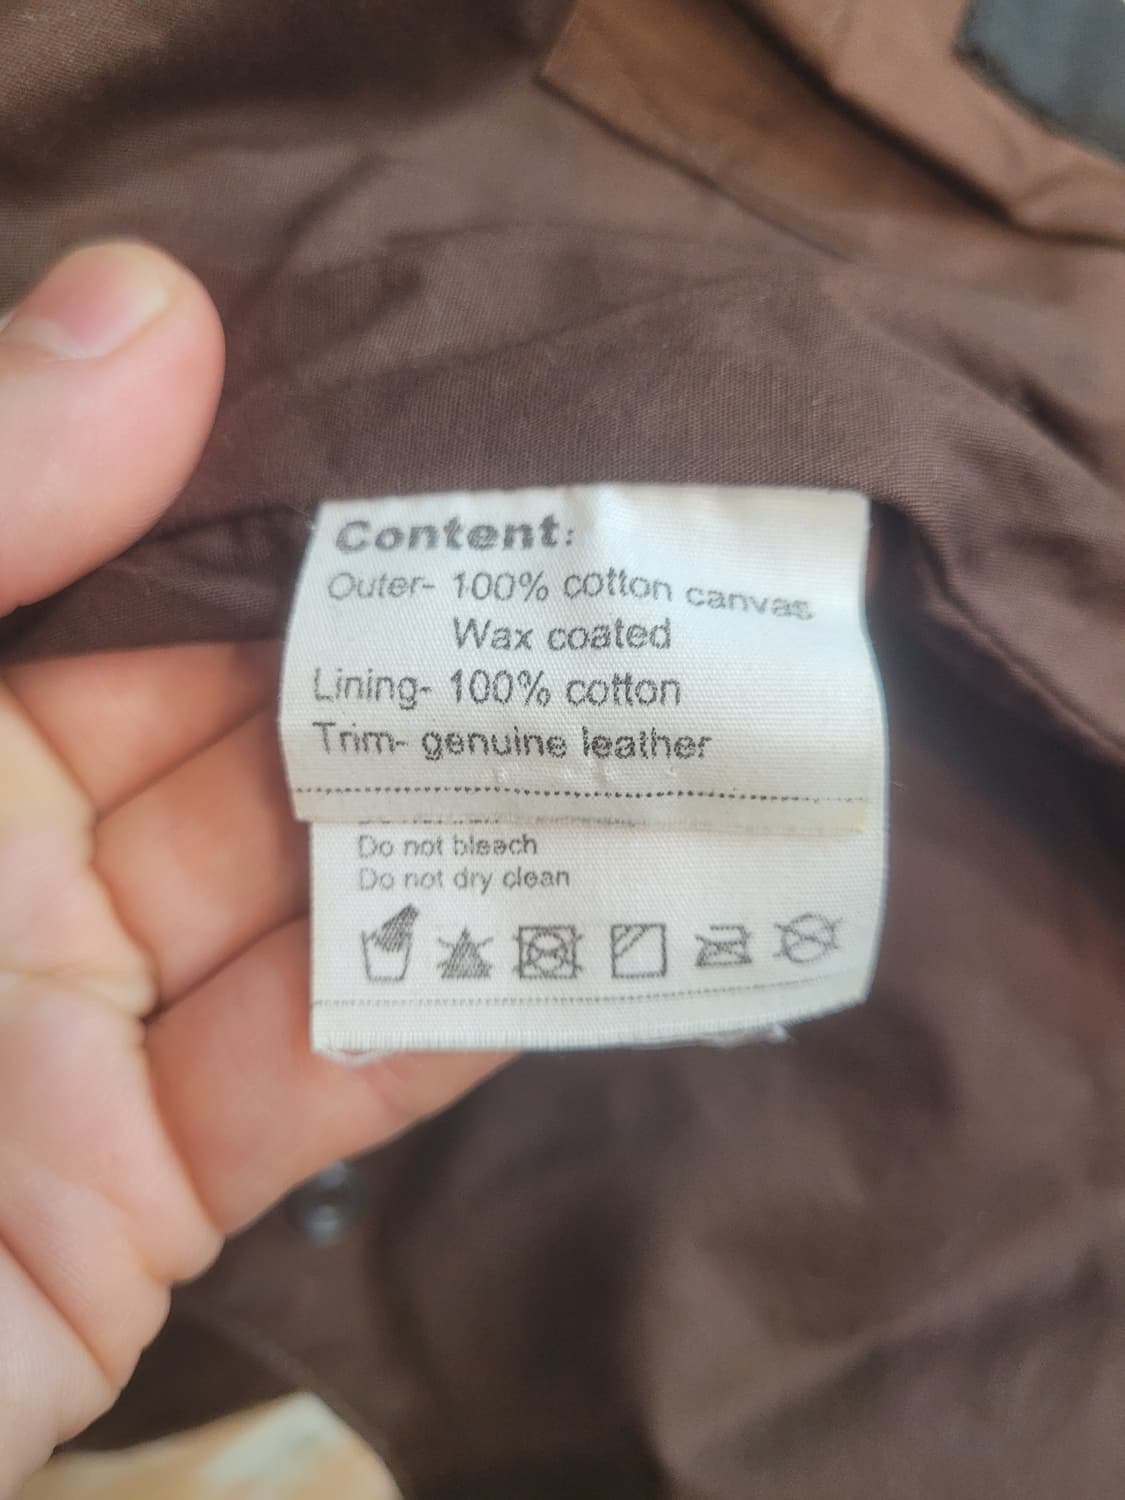 Content:
Outer- 100% cotton canvas
Wax coated
Lining- 100% cotton
Trim- genuine leather
Do not bleach
Do not dry clean